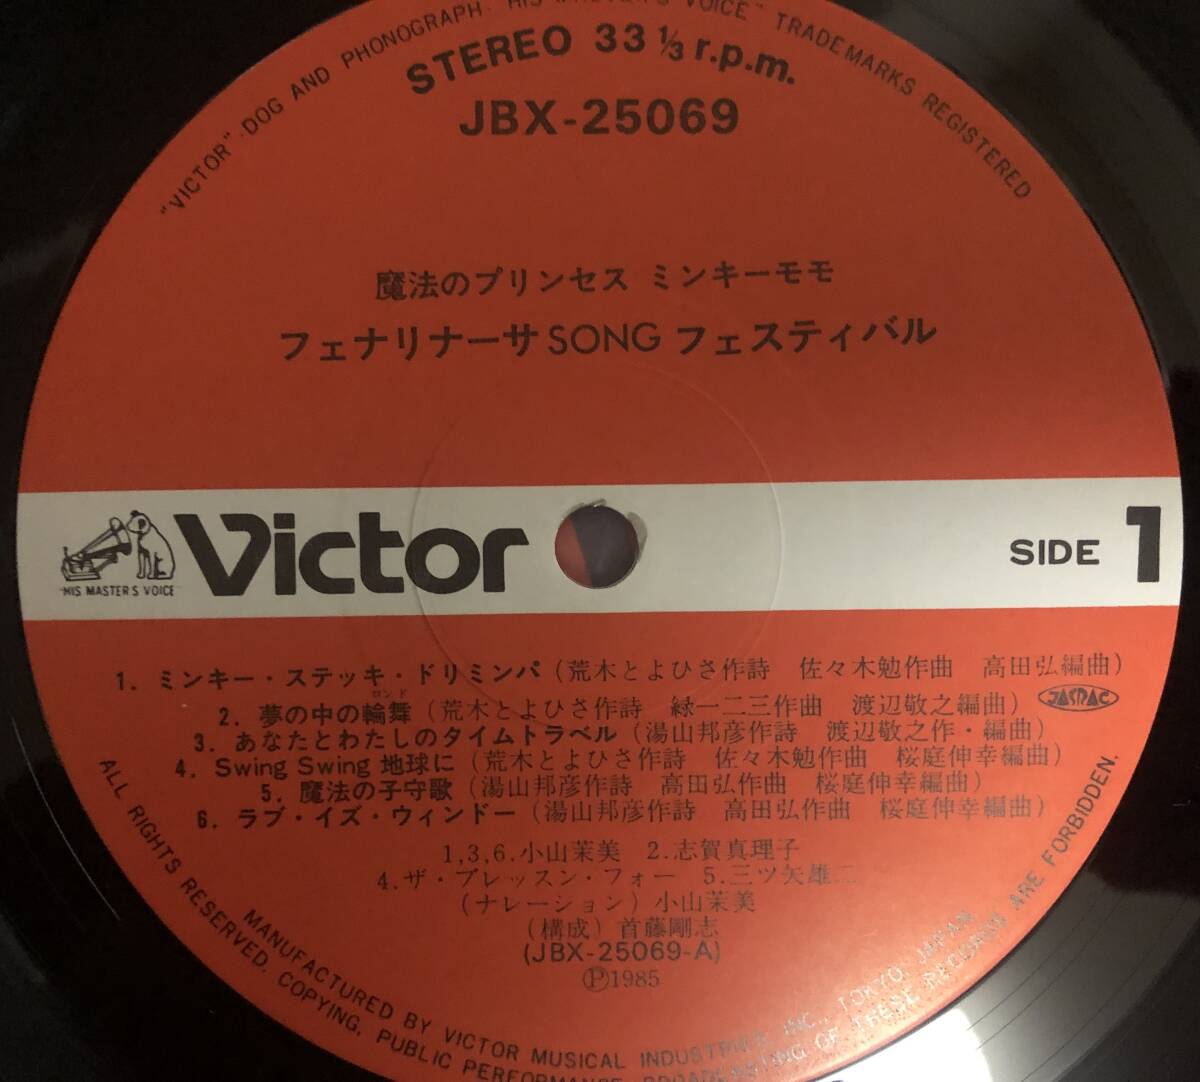 "VICTOR" · DOG AND PHONOGRAPH · "HIS MASTER'S VOICE" TRADEMARKS REGISTERED
STEREO 33 1/3 r.p.m.
JBX-25069
魔法のプリンセス ミンキーモモ
フェナリナーサSONGフェスティバル
"HIS MASTER'S VOICE"
Victor
SIDE 1
1. ミンキー・ステッキ・ドリミンパ(荒木とよひさ作詩 佐々木勉作曲 高田弘編曲)
ロンド
2. 夢の中の輪舞(荒木とよひさ作詩 緑一二三作曲 渡辺敬之編曲)
JASRAC
3. あなたとわたしのタイムトラベル(湯山邦彦作詩 渡辺敬之作・編曲)
4. Swing Swing 地球に(荒木とよひさ作詩 佐々木勉作曲 桜庭伸幸編曲)
5. 魔法の子守歌(湯山邦彦作詩 高田弘作曲 桜庭伸幸編曲)
6. ラブ・イズ・ウィンドー(湯山邦彦作詩 高田弘作曲 桜庭伸幸編曲)
1,3,6.小山茉美 2.志賀真理子
4.ザ・ブレッスン・フォー 5.三ツ矢雄二
(ナレーション)小山茉美
(構成)首藤剛志
(JBX-25069-A)
Ⓟ1985
MANUFACTURED BY VICTOR MUSICAL INDUSTRIES, INC., TOKYO, JAPAN
ALL RIGHTS RESERVED. COPYING, PUBLIC PERFORMANCE, BROADCASTING OF THESE RECORDS ARE FORBIDDEN.